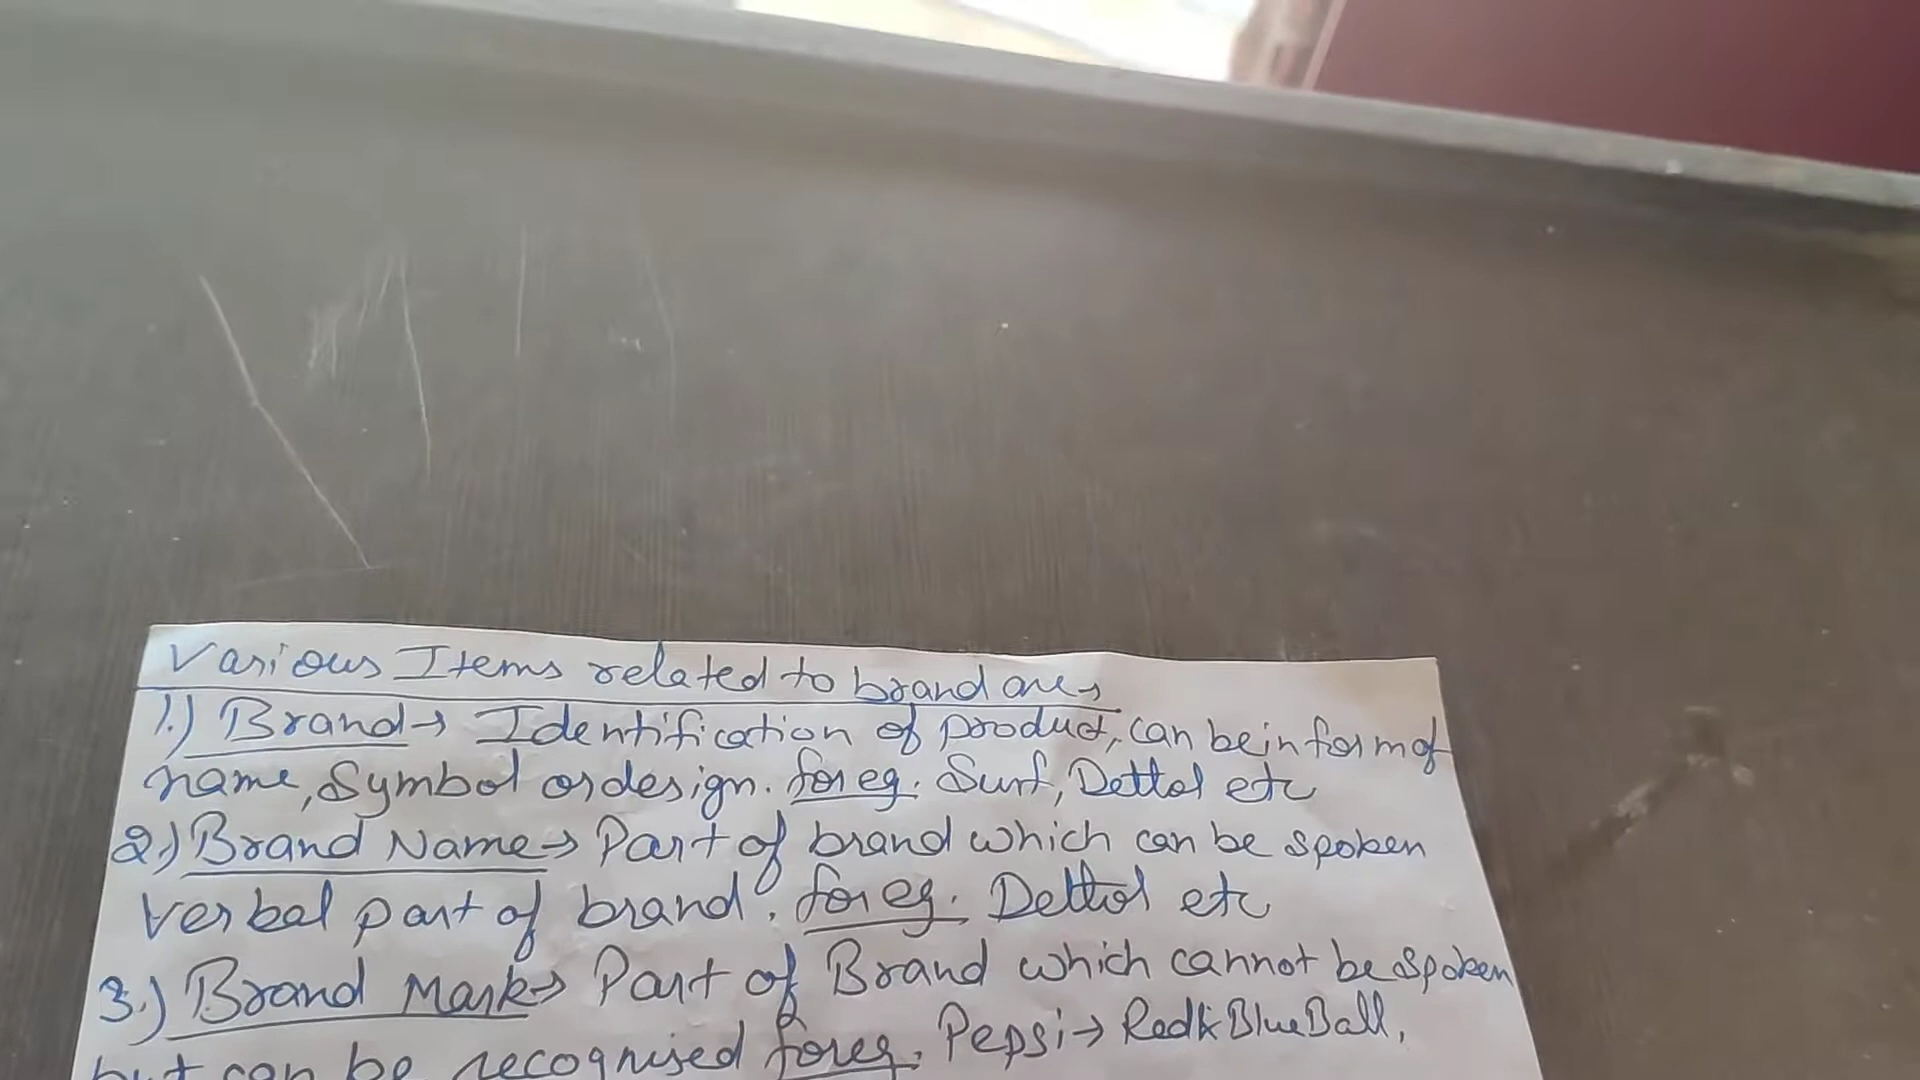 Various Items related to brand are→
1.) Brand→ Identification of product, can be in form of
name, Symbol or design. for eg. Surf, Dettol etc
2.) Brand Name→ Part of brand which can be spoken
Verbal part of brand. for eg. Dettol etc
3.) Brand Mark→ Part of Brand which cannot be spoken
but can be recognised for eg. Pepsi→ Red & Blue Ball,